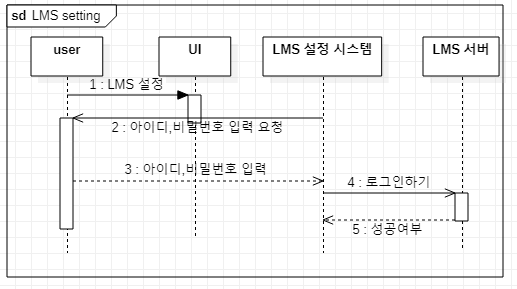 sd LMS setting
user
UI
LMS 설정 시스템
LMS 서버
1 : LMS 설정
2 : 아이디,비밀번호 입력 요청
3 : 아이디,비밀번호 입력
4 : 로그인하기
5 : 성공여부